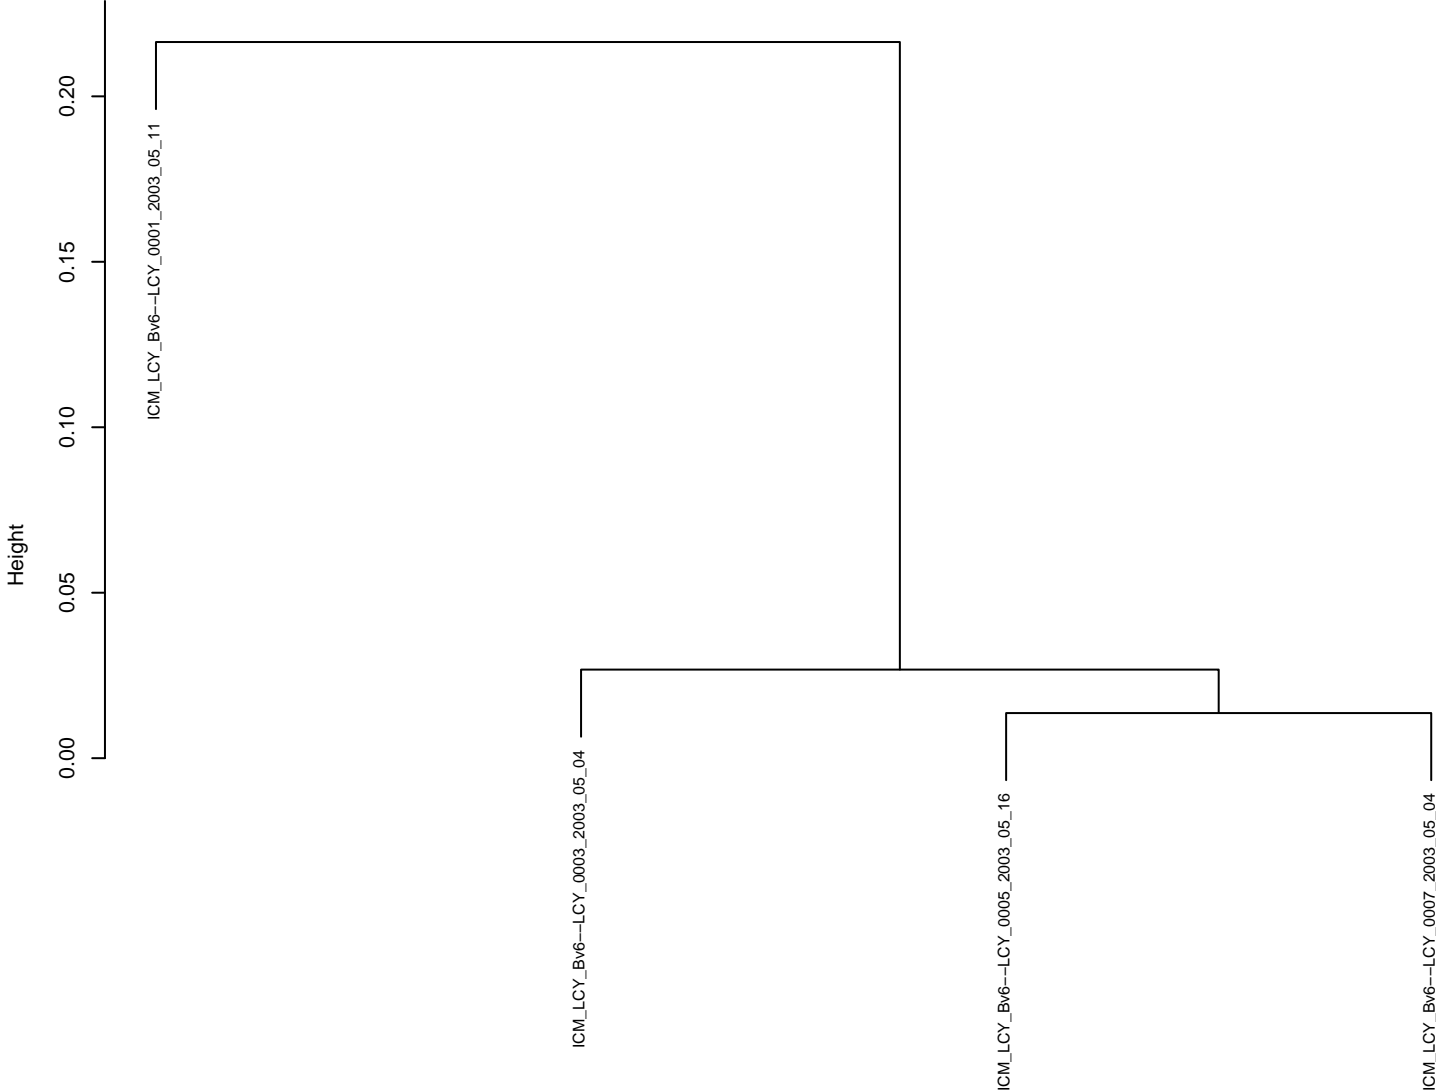 Height
0.20
0.15
0.10
0.05
0.00
ICM_LCY_Bv6−−LCY_0001_2003_05_11
ICM_LCY_Bv6−−LCY_0003_2003_05_04
ICM_LCY_Bv6−−LCY_0005_2003_05_16
ICM_LCY_Bv6−−LCY_0007_2003_05_04